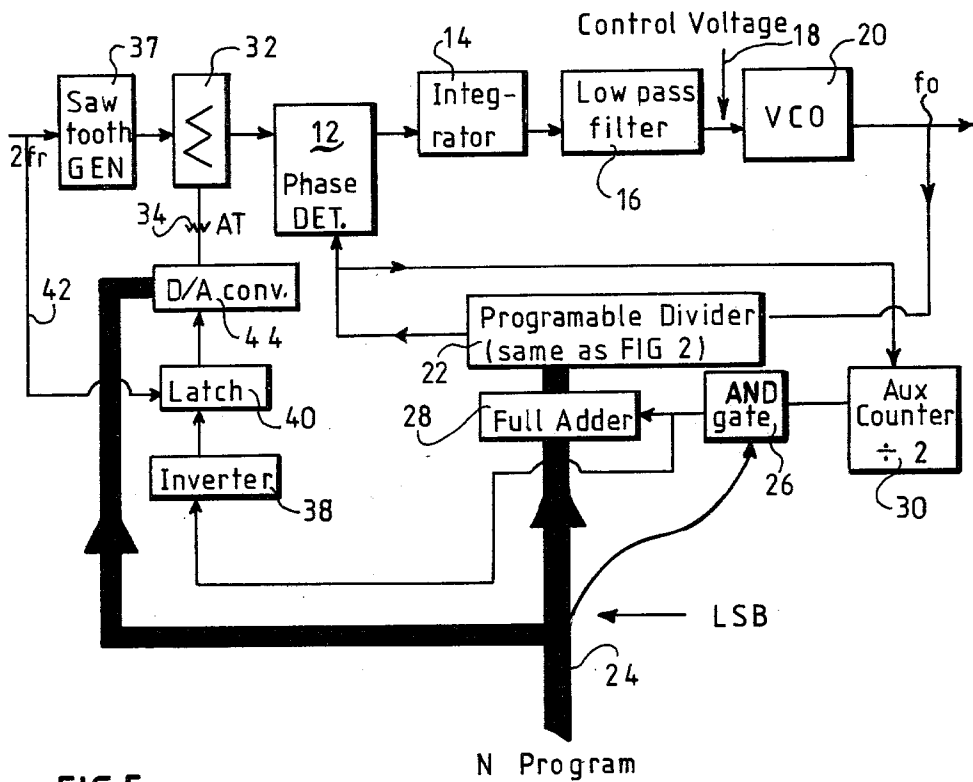 Control Voltage
37
32
14
18
20
Saw
tooth
GEN
2fr
12
Phase
DET.
Integ-
rator
Low pass
filter
16
VCO
fo
34
AT
42
D/A conv.
44
Programable Divider
22
(same as FIG 2)
Latch
40
28
Full Adder
AND
gate
26
Aux
Counter
÷ 2
30
Inverter
38
LSB
24
N Program